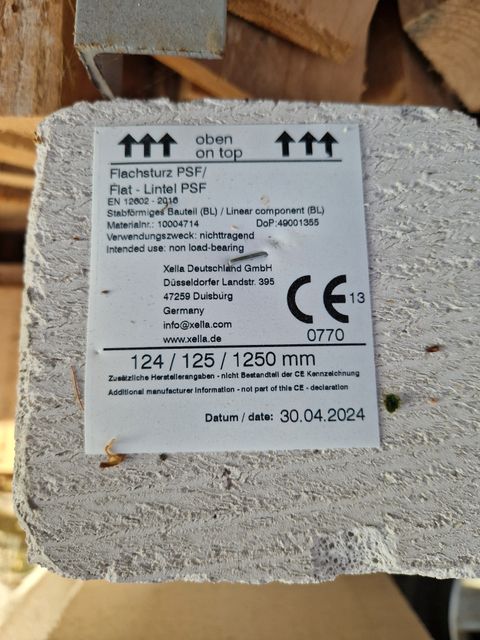 oben
on top
Flachsturz PSF/
Flat - Lintel PSF
EN 12602 - 2016
Stabförmiges Bauteil (BL) / Linear component (BL)
Materialnr.: 10004714 DoP:49001355
Verwendungszweck: nichttragend
Intended use: non load-bearing
Xella Deutschland GmbH
Düsseldorfer Landstr. 395
47259 Duisburg
Germany
info@xella.com
www.xella.de
CE 13
0770
124 / 125 / 1250 mm
Zusätzliche Herstellerangaben - nicht Bestandteil der CE Kennzeichnung
Additional manufacturer information - not part of this CE - declaration
Datum / date: 30.04.2024